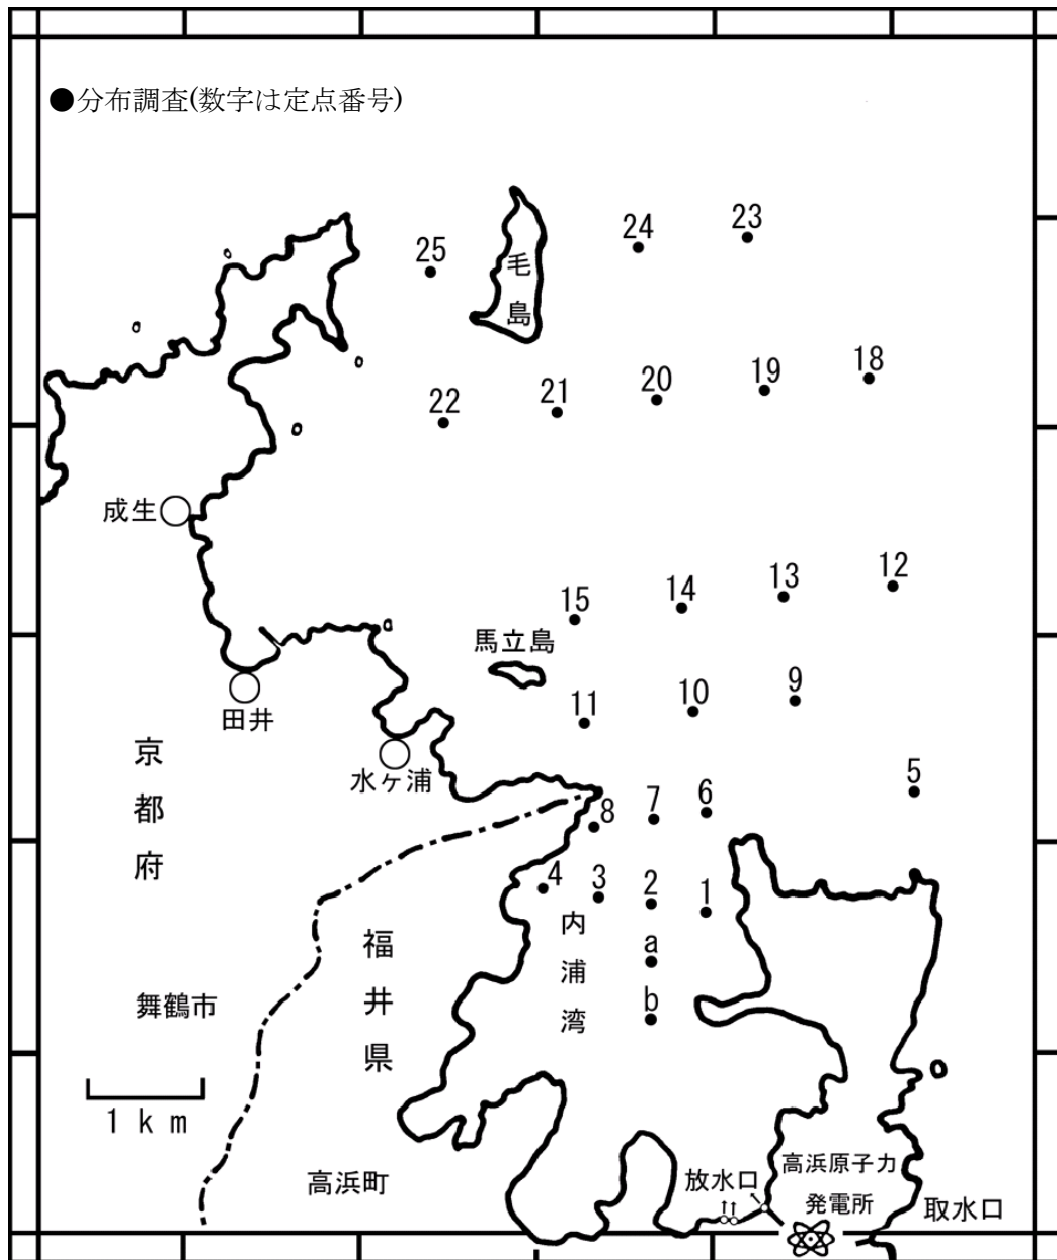 ●分布調査(数字は定点番号)
23
24
25
毛島
18
19
20
21
22
成生
12
13
14
15
馬立島
田井
9
10
11
水ヶ浦
京都府
5
6
7
8
4
3
2
1
内浦湾
a
b
福井県
舞鶴市
1km
高浜町
放水口
高浜原子力
発電所
取水口